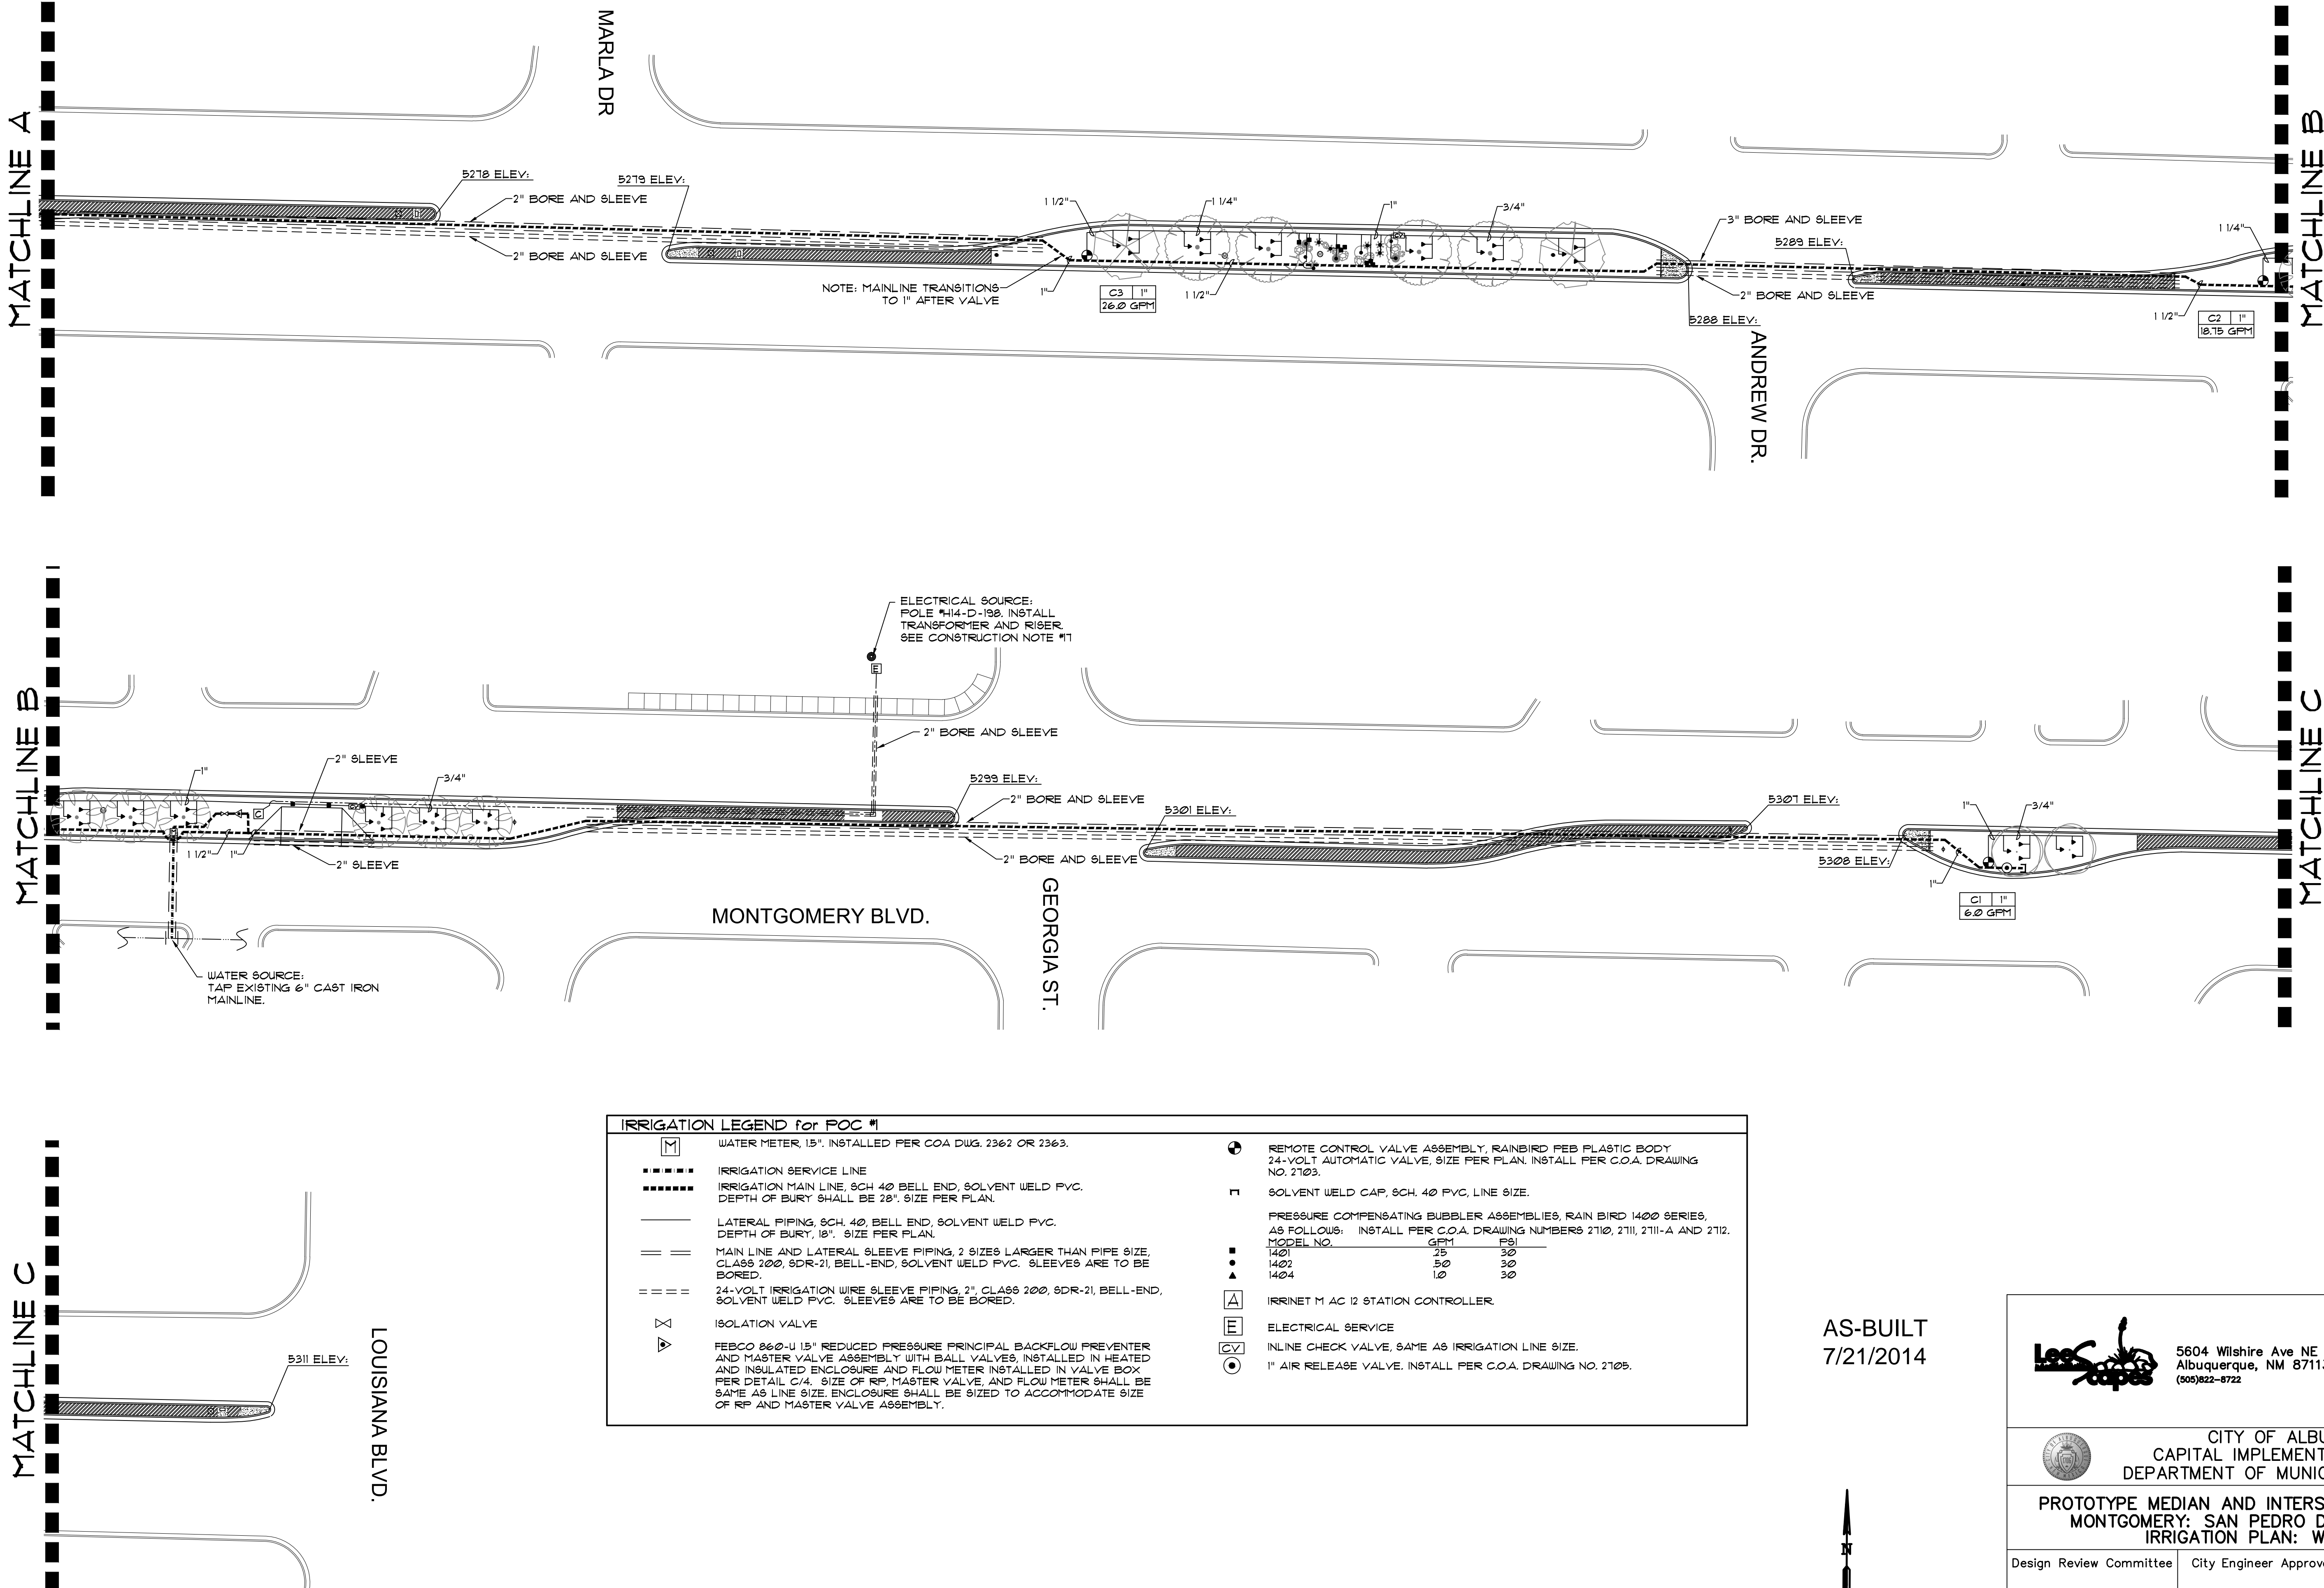 MATCHLINE A
MARLA DR
MATCHLINE B
5278 ELEV:
2" BORE AND SLEEVE
2" BORE AND SLEEVE
5279 ELEV:
NOTE: MAINLINE TRANSITIONS
TO 1" AFTER VALVE
1 1/2"
1 1/4"
1"
3/4"
1"
C3 1"
26.0 GPM
1 1/2"
3" BORE AND SLEEVE
5289 ELEV:
2" BORE AND SLEEVE
5288 ELEV:
ANDREW DR.
1 1/4"
1 1/2"
C2 1"
18.75 GPM
MATCHLINE B
MATCHLINE C
ELECTRICAL SOURCE:
POLE #H14-D-198. INSTALL
TRANSFORMER AND RISER.
SEE CONSTRUCTION NOTE #17
E
2" BORE AND SLEEVE
1"
2" SLEEVE
3/4"
C
CV
1 1/2"
1"
2" SLEEVE
WATER SOURCE:
TAP EXISTING 6" CAST IRON
MAINLINE.
5299 ELEV:
2" BORE AND SLEEVE
2" BORE AND SLEEVE
5301 ELEV:
5307 ELEV:
5308 ELEV:
1"
3/4"
1"
C1 1"
6.0 GPM
MONTGOMERY BLVD.
GEORGIA ST.
MATCHLINE C
5311 ELEV:
LOUISIANA BLVD.
IRRIGATION LEGEND for POC #1
M WATER METER, 1.5". INSTALLED PER COA DWG. 2362 OR 2363.
IRRIGATION SERVICE LINE
IRRIGATION MAIN LINE, SCH 40 BELL END, SOLVENT WELD PVC.
DEPTH OF BURY SHALL BE 28". SIZE PER PLAN.
LATERAL PIPING, SCH. 40, BELL END, SOLVENT WELD PVC.
DEPTH OF BURY, 18". SIZE PER PLAN.
MAIN LINE AND LATERAL SLEEVE PIPING, 2 SIZES LARGER THAN PIPE SIZE,
CLASS 200, SDR-21, BELL-END, SOLVENT WELD PVC. SLEEVES ARE TO BE
BORED.
24-VOLT IRRIGATION WIRE SLEEVE PIPING, 2", CLASS 200, SDR-21, BELL-END,
SOLVENT WELD PVC. SLEEVES ARE TO BE BORED.
ISOLATION VALVE
FEBCO 860-U 1.5" REDUCED PRESSURE PRINCIPAL BACKFLOW PREVENTER
AND MASTER VALVE ASSEMBLY WITH BALL VALVES, INSTALLED IN HEATED
AND INSULATED ENCLOSURE AND FLOW METER INSTALLED IN VALVE BOX
PER DETAIL C/4. SIZE OF RP, MASTER VALVE, AND FLOW METER SHALL BE
SAME AS LINE SIZE. ENCLOSURE SHALL BE SIZED TO ACCOMMODATE SIZE
OF RP AND MASTER VALVE ASSEMBLY.
REMOTE CONTROL VALVE ASSEMBLY, RAINBIRD PEB PLASTIC BODY
24-VOLT AUTOMATIC VALVE, SIZE PER PLAN. INSTALL PER C.O.A. DRAWING
NO. 2703.
SOLVENT WELD CAP, SCH. 40 PVC, LINE SIZE.
PRESSURE COMPENSATING BUBBLER ASSEMBLIES, RAIN BIRD 1400 SERIES,
AS FOLLOWS: INSTALL PER C.O.A. DRAWING NUMBERS 2710, 2711, 2711-A AND 2712.
MODEL NO. GPM PSI
1401 .25 30
1402 .50 30
1404 1.0 30
A IRRINET M AC 12 STATION CONTROLLER.
E ELECTRICAL SERVICE
CV INLINE CHECK VALVE, SAME AS IRRIGATION LINE SIZE.
1" AIR RELEASE VALVE. INSTALL PER C.O.A. DRAWING NO. 2705.
AS-BUILT
7/21/2014
LeeScapes
5604 Wilshire Ave NE
Albuquerque, NM 8711
(505)822-8722
CITY OF ALBU
CAPITAL IMPLEMENT
DEPARTMENT OF MUNIC
PROTOTYPE MEDIAN AND INTERS
MONTGOMERY: SAN PEDRO D
IRRIGATION PLAN: W
Design Review Committee
City Engineer Approv
N